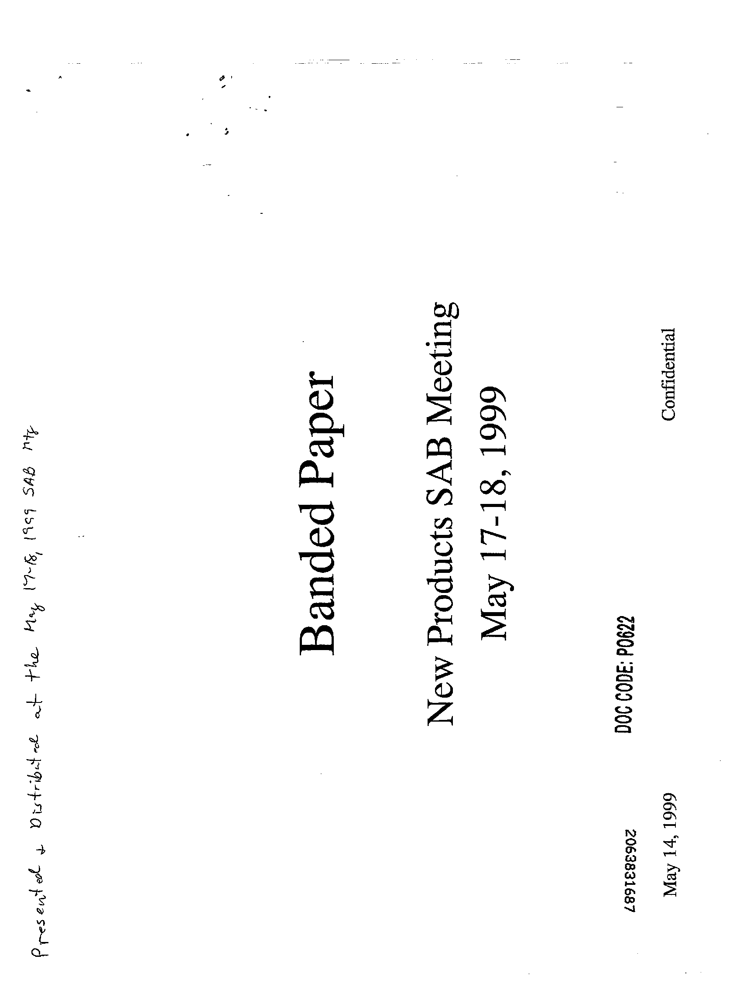 Presented + Distributed at the May 17-18, 1999 SAB Mtg
Banded Paper
New Products SAB Meeting
May 17-18, 1999
DOC CODE: P0622
2063831687
May 14, 1999
Confidential